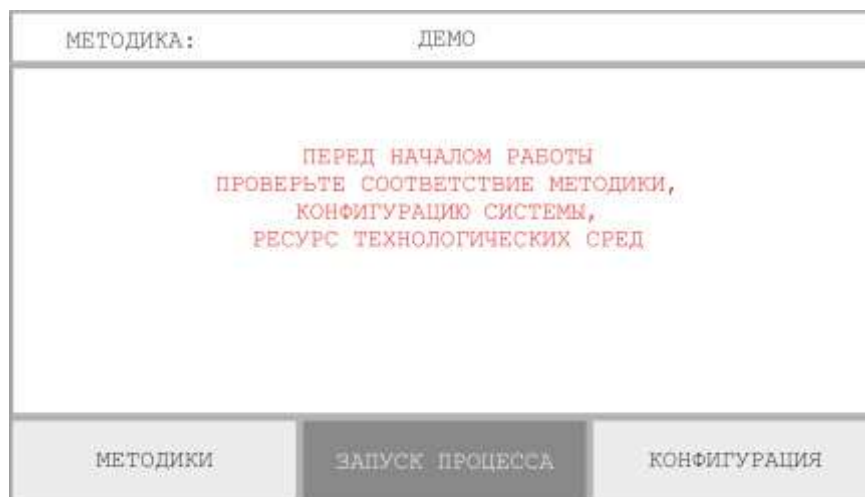 МЕТОДИКА: ДЕМО
ПЕРЕД НАЧАЛОМ РАБОТЫ
ПРОВЕРЬТЕ СООТВЕТСТВИЕ МЕТОДИКИ,
КОНФИГУРАЦИЮ СИСТЕМЫ,
РЕСУРС ТЕХНОЛОГИЧЕСКИХ СРЕД
МЕТОДИКИ ЗАПУСК ПРОЦЕССА КОНФИГУРАЦИЯ